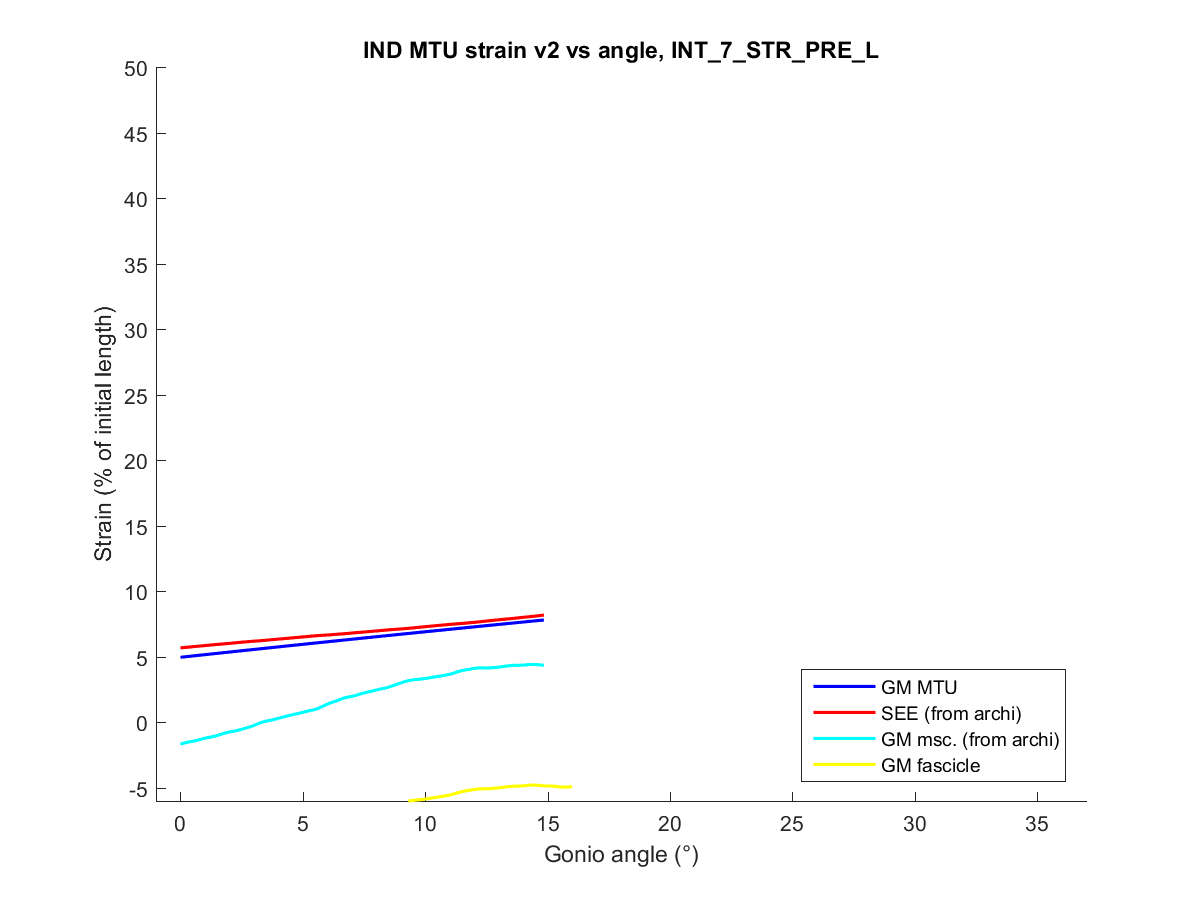 IND MTU strain v2 vs angle, INT_7_STR_PRE_L
50
45
40
35
30
25
20
15
10
5
0
-5
Strain (% of initial length)
GM MTU
SEE (from archi)
GM msc. (from archi)
GM fascicle
0 5 10 15 20 25 30 35
Gonio angle (°)